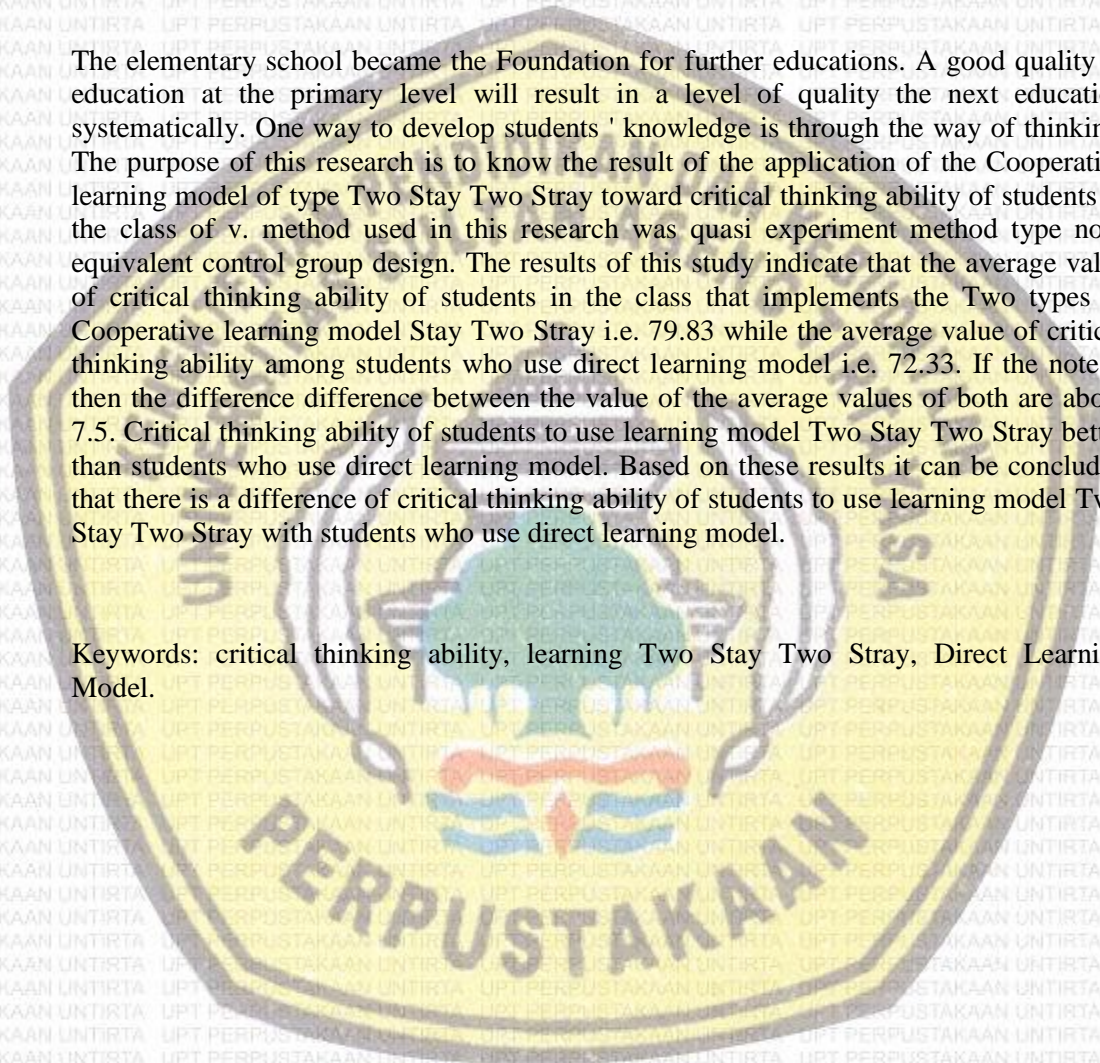 The elementary school became the Foundation for further educations. A good quality
education at the primary level will result in a level of quality the next educatio
systematically. One way to develop students ' knowledge is through the way of thinkin
The purpose of this research is to know the result of the application of the Cooperati
learning model of type Two Stay Two Stray toward critical thinking ability of students
the class of v. method used in this research was quasi experiment method type no
equivalent control group design. The results of this study indicate that the average val
of critical thinking ability of students in the class that implements the Two types
Cooperative learning model Stay Two Stray i.e. 79.83 while the average value of critic
thinking ability among students who use direct learning model i.e. 72.33. If the note
then the difference difference between the value of the average values of both are abo
7.5. Critical thinking ability of students to use learning model Two Stay Two Stray bett
than students who use direct learning model. Based on these results it can be conclud
that there is a difference of critical thinking ability of students to use learning model Tw
Stay Two Stray with students who use direct learning model.
Keywords: critical thinking ability, learning Two Stay Two Stray, Direct Learni
Model.
PERPUSTAKAAN